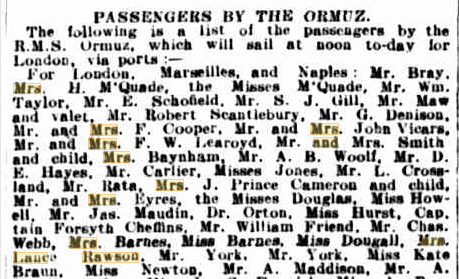 PASSENGERS BY THE ORMUZ.
The following is a list of the passengers by the
R.M.S. Ormuz, which will sail at noon to-day for
London, via ports :—
For London, Marseilles, and Naples : Mr. Bray,
Mrs. H. M'Quade, the Misses M'Quade, Mr. Wm.
Taylor, Mr. E. Schofield, Mr. S. J. Gill, Mr. Maw
and valet, Mr. Robert Scantlebury, Mr. G. Denison,
Mr. and Mrs. F. Cooper, Mr. and Mrs. John Vicars,
Mr. and Mrs. F. W. Learoyd, Mr. and Mrs. Smith
and child, Mrs. Baynham, Mr. A. B. Woolf, Mr. D.
E. Hayes, Mr. Carlier, Misses Jones, Mr. L. Cross-
land, Mr. Rata, Mrs. J. Prince Cameron and child,
Mr. and Mrs. Eyres, the Misses Douglas, Miss How-
ell, Mr. Jas. Maudin, Dr. Orton, Miss Hurst, Cap
tain Forsyth Cheffins, Mr. William Friend, Mr. Chas.
Webb, Mrs. Barnes, Miss Barnes, Miss Dougall, Mrs.
Lance Rawson, Mr. York, Mr. York, Miss Kate
Braun, Miss Newton, Mr. A. Maddison, Mr. A.